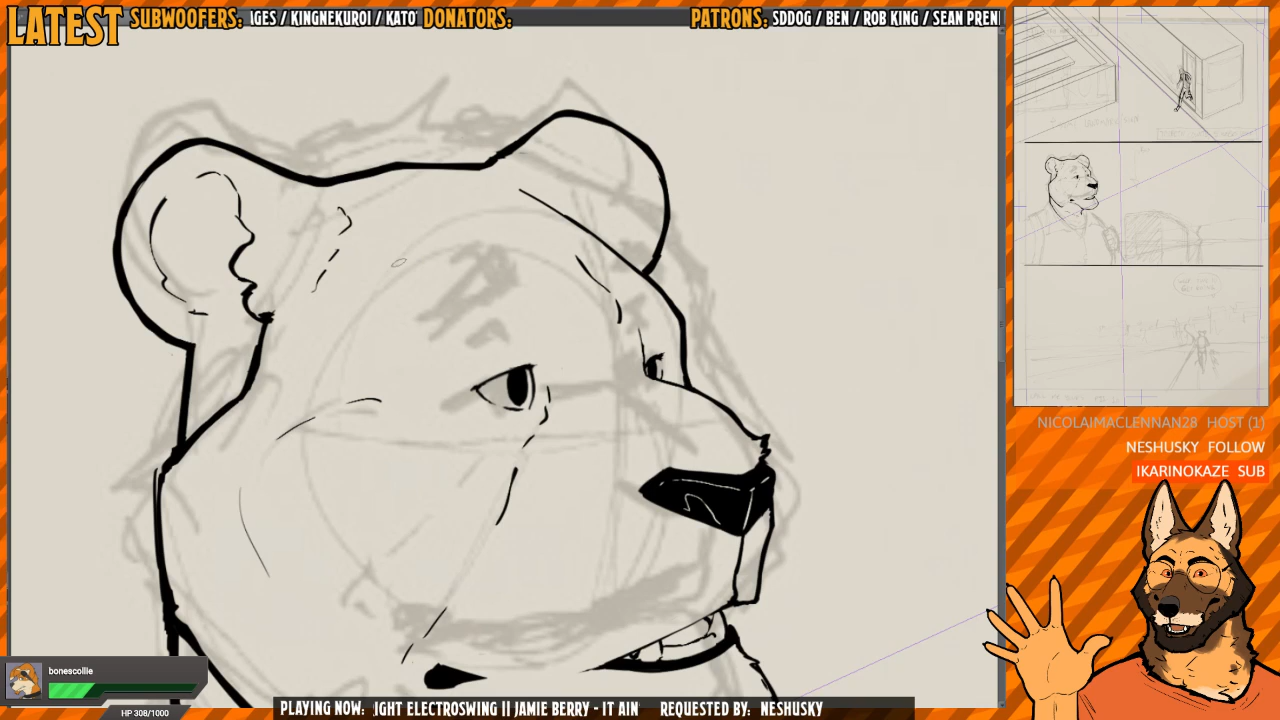 LATEST SUBWOOFERS: IGES / KINGNEKUROI / KATO DONATORS: PATRONS: SDDOG / BEN / ROB KING / SEAN PREN
NICOLAIMACLENNAN28 HOST (1)
NESHUSKY FOLLOW
IKARINOKAZE SUB
bonescollie
HP 308/1000
PLAYING NOW: IGHT ELECTROSWING || JAMIE BERRY - IT AIN REQUESTED BY: NESHUSKY